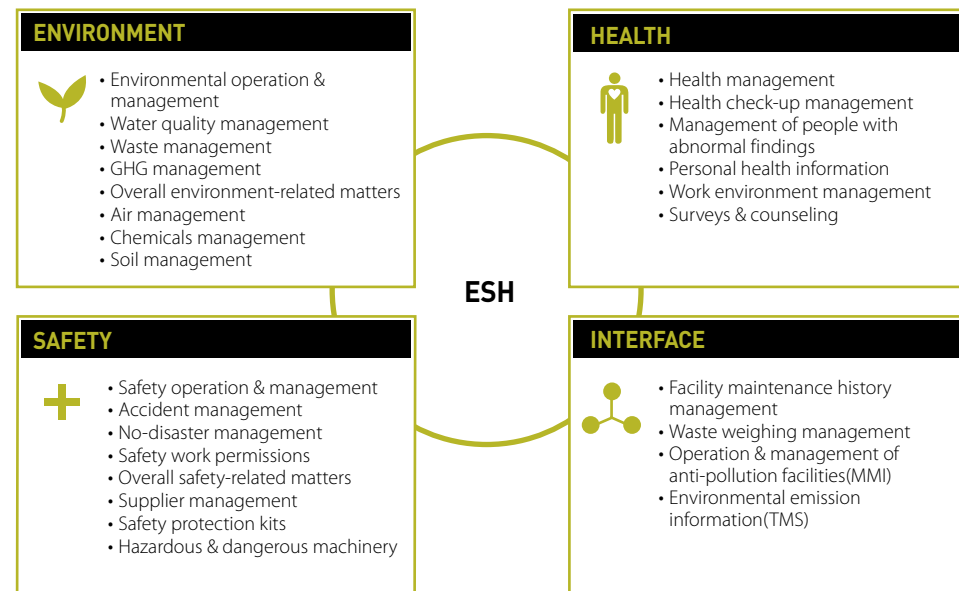 ENVIRONMENT
• Environmental operation &
management
• Water quality management
• Waste management
• GHG management
• Overall environment-related matters
• Air management
• Chemicals management
• Soil management
HEALTH
• Health management
• Health check-up management
• Management of people with
abnormal findings
• Personal health information
• Work environment management
• Surveys & counseling
ESH
SAFETY
• Safety operation & management
• Accident management
• No-disaster management
• Safety work permissions
• Overall safety-related matters
• Supplier management
• Safety protection kits
• Hazardous & dangerous machinery
INTERFACE
• Facility maintenance history
management
• Waste weighing management
• Operation & management of
anti-pollution facilities(MMI)
• Environmental emission
information(TMS)